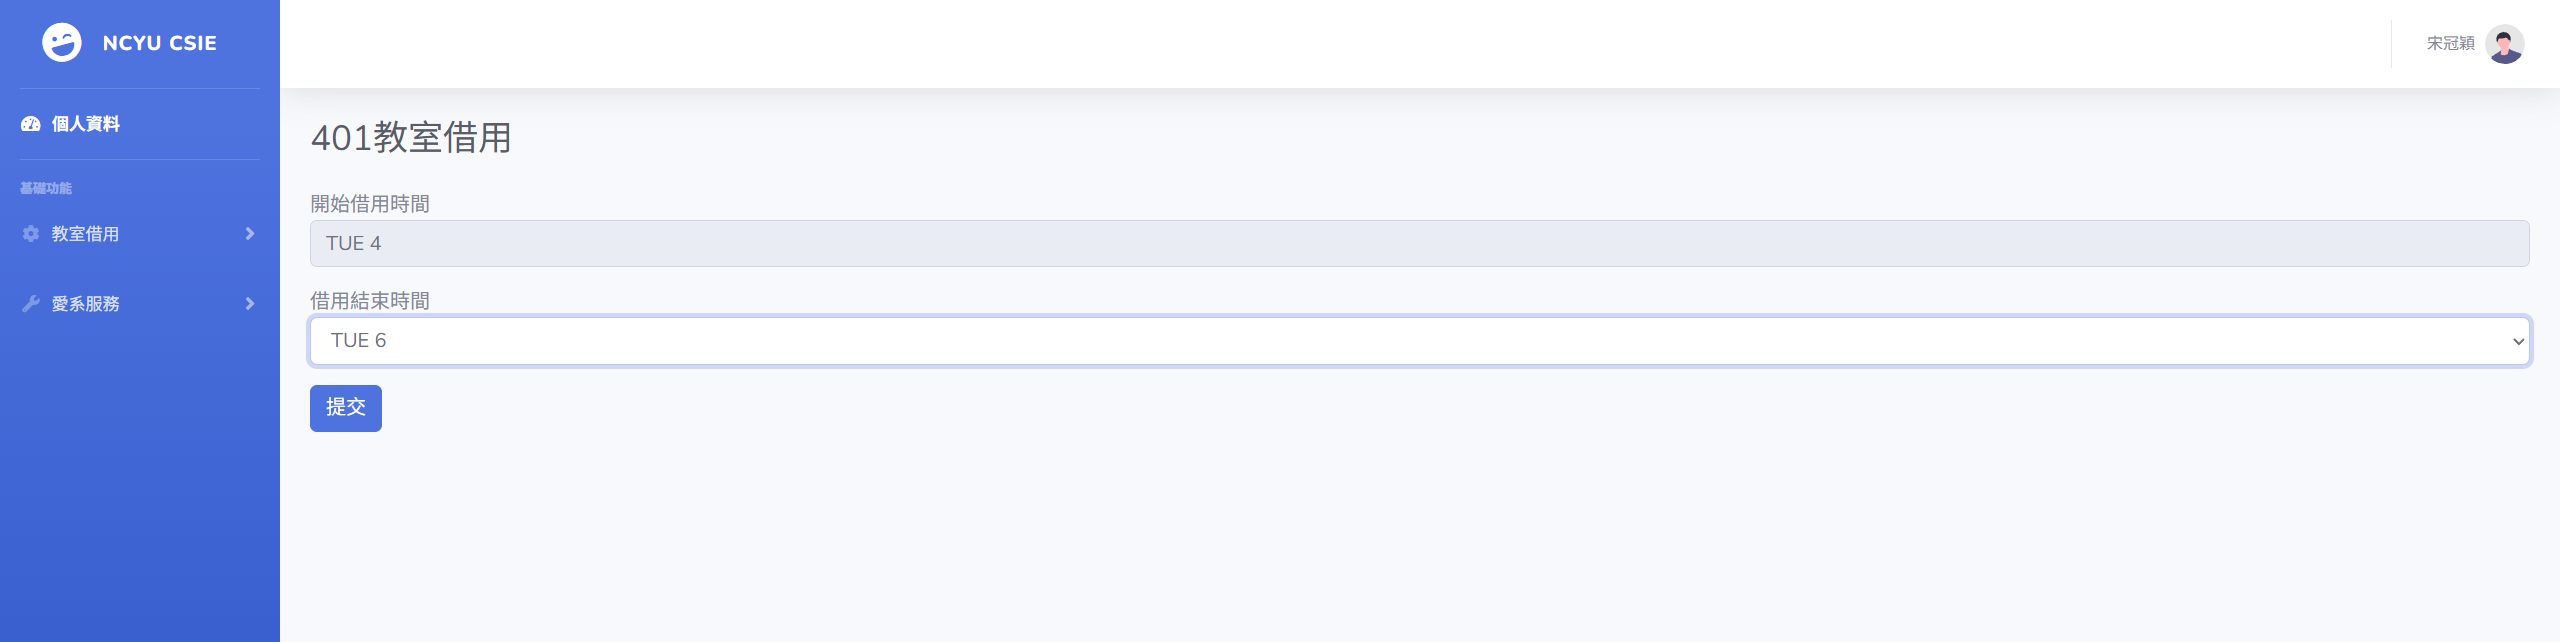 NCYU CSIE
宋冠穎
個人資料
基礎功能
教室借用
愛系服務
401教室借用
開始借用時間
TUE 4
借用結束時間
TUE 6
提交